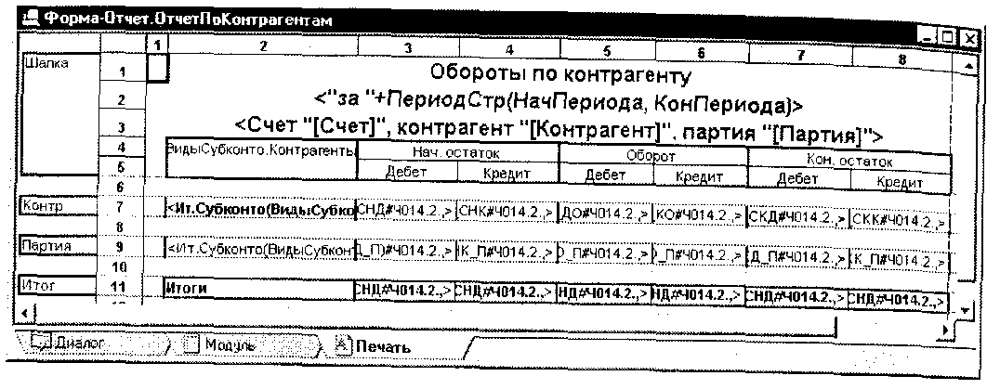 Форма-Отчет.ОтчетПоКонтрагентам
1 2 3 4 5 6 7 8
Шапка
1 Обороты по контрагенту
2 <"за "+ПериодСтр(НачПериода, КонПериода)>
3 <Счет "[Счет]", контрагент "[Контрагент]", партия "[Партия]">
4 ВидыСубконто.Контрагенты Нач. остаток Оборот Кон. остаток
5 Дебет Кредит Дебет Кредит Дебет Кредит
6
Контр 7 <Ит.Субконто(ВидыСубко СНД#Ч014.2.,> СНК#Ч014.2.,> ДО#Ч014.2.,> КО#Ч014.2.,> СКД#Ч014.2.,> СКК#Ч014.2.,>
8
Партия 9 <Ит.Субконто(ВидыСубконт Д_П)#Ч014.2.,> К_П#Ч014.2.,> О_П#Ч014.2.,> О_П#Ч014.2.,> Д_П#Ч014.2.,> К_П#Ч014.2.,>
10
Итог 11 Итоги СНД#Ч014.2.,> СНД#Ч014.2.,> НД#Ч014.2.,> НД#Ч014.2.,> СНД#Ч014.2.,> СНД#Ч014.2.,>
Диалог Модуль Печать